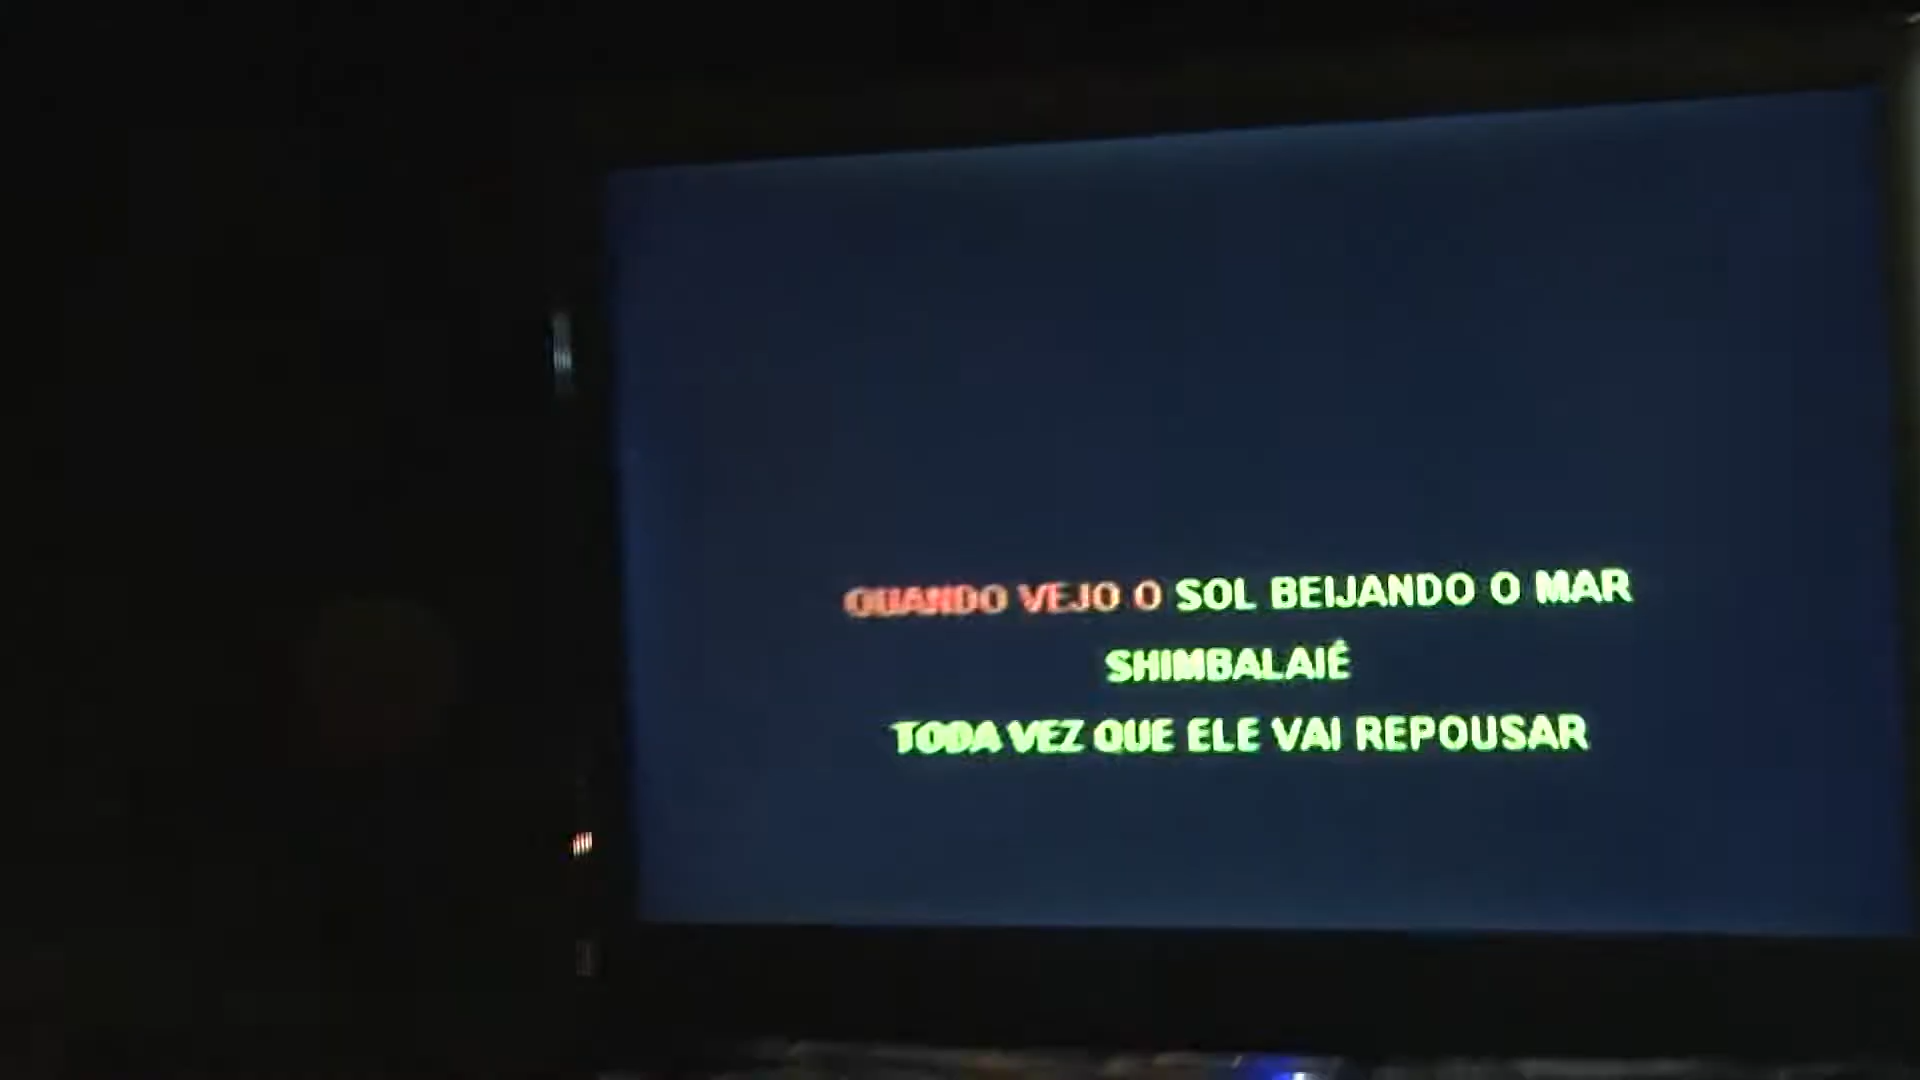 QUANDO VEJO O SOL BEIJANDO O MAR
SHIMBALAIÉ
TODA VEZ QUE ELE VAI REPOUSAR